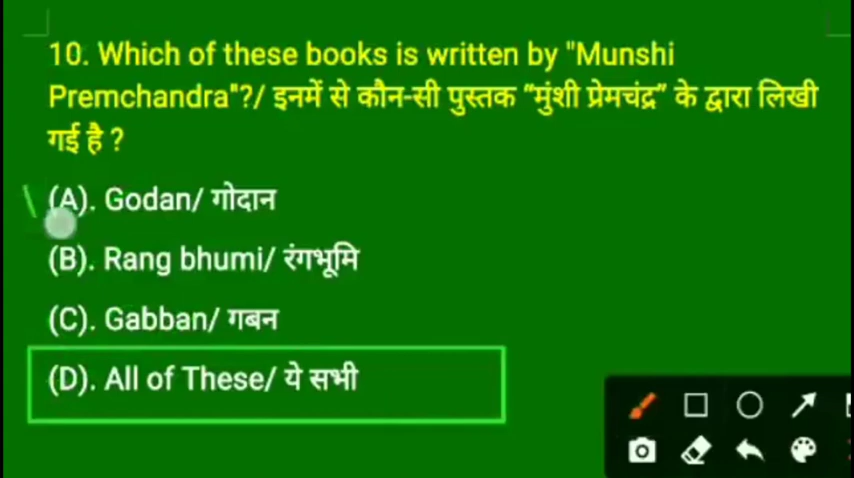 10. Which of these books is written by "Munshi
Premchandra"?/ इनमें से कौन-सी पुस्तक “मुंशी प्रेमचंद्र” के द्वारा लिखी
गई है ?
(A). Godan/ गोदान
(B). Rang bhumi/ रंगभूमि
(C). Gabban/ गबन
(D). All of These/ ये सभी